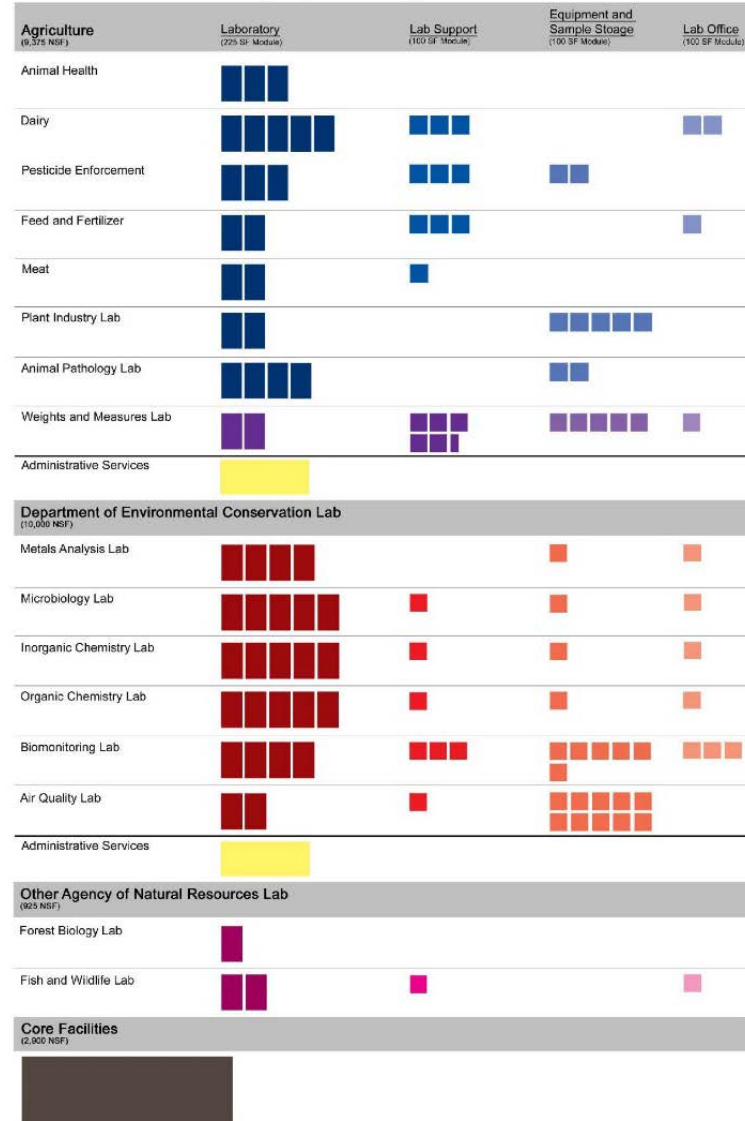 Agriculture
(9,375 NSF)
Laboratory
(225 SF Module)
Lab Support
(100 SF Module)
Equipment and
Sample Stoage
(100 SF Module)
Lab Office
(100 SF Module)
Animal Health
Dairy
Pesticide Enforcement
Feed and Fertilizer
Meat
Plant Industry Lab
Animal Pathology Lab
Weights and Measures Lab
Administrative Services
Department of Environmental Conservation Lab
(10,000 NSF)
Metals Analysis Lab
Microbiology Lab
Inorganic Chemistry Lab
Organic Chemistry Lab
Biomonitoring Lab
Air Quality Lab
Administrative Services
Other Agency of Natural Resources Lab
(925 NSF)
Forest Biology Lab
Fish and Wildlife Lab
Core Facilities
(2,900 NSF)